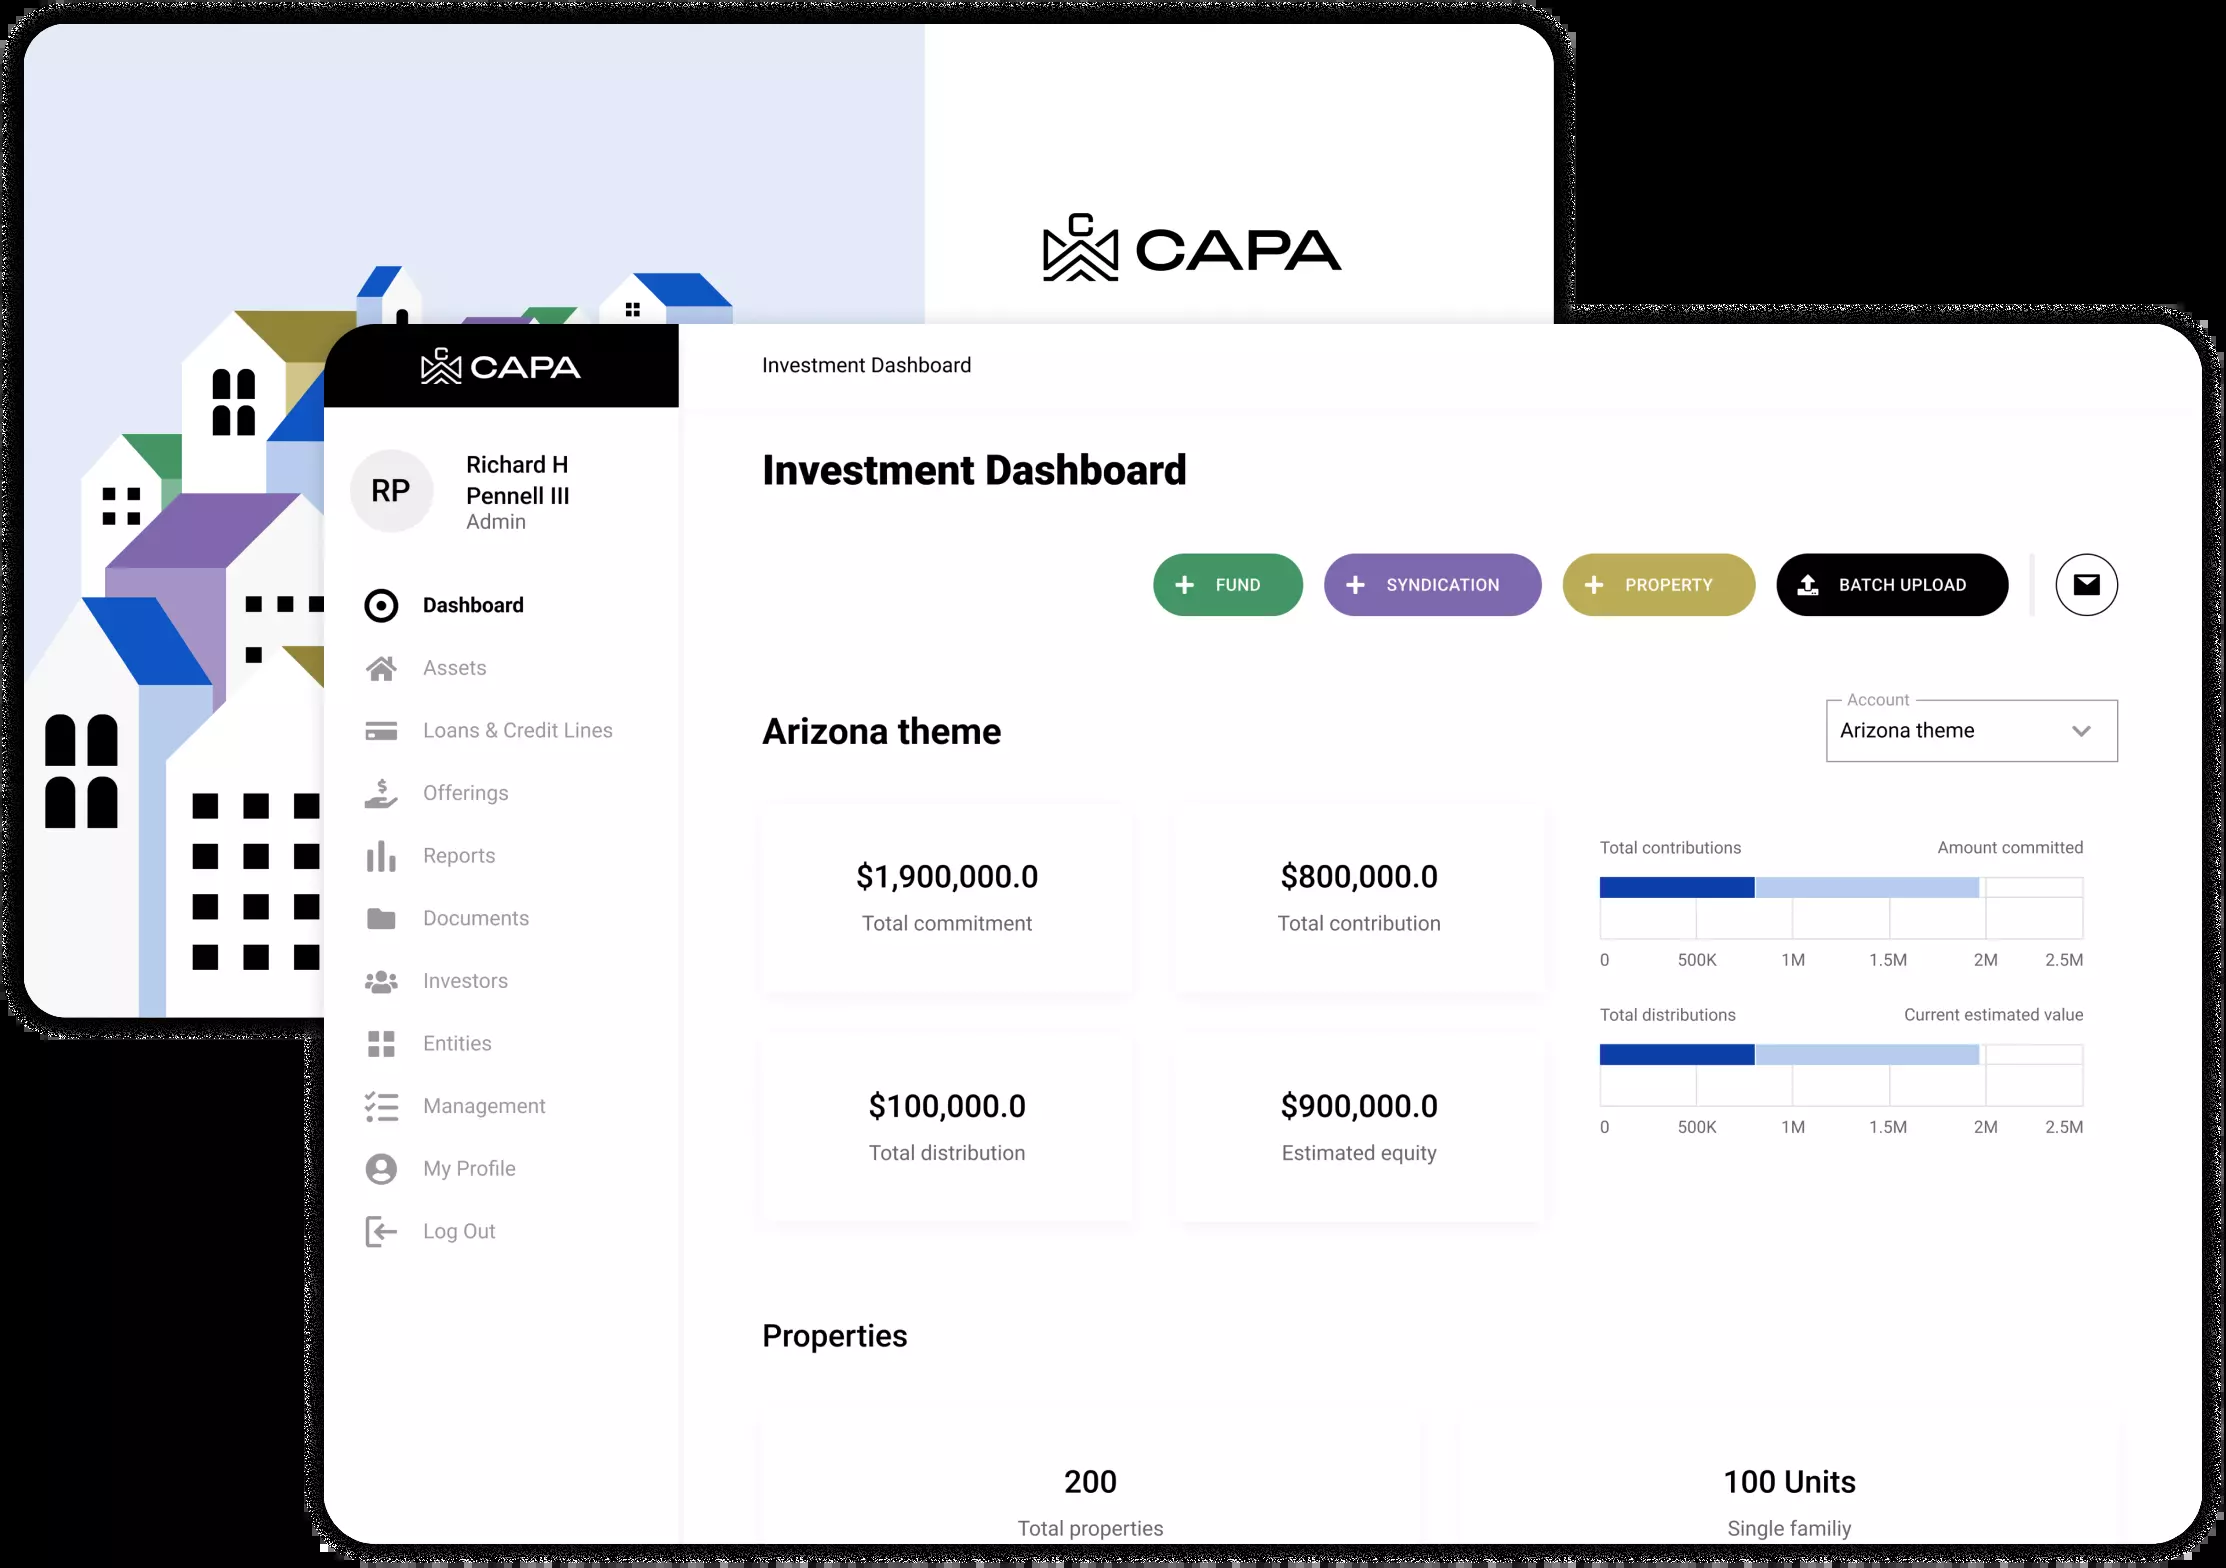 CAPA
CAPA
Investment Dashboard
RP
Richard H
Pennell III
Admin
Dashboard
Assets
Loans & Credit Lines
Offerings
Reports
Documents
Investors
Entities
Management
My Profile
Log Out
Investment Dashboard
FUND
SYNDICATION
PROPERTY
BATCH UPLOAD
Arizona theme
Account
Arizona theme
$1,900,000.0
Total commitment
$800,000.0
Total contribution
$100,000.0
Total distribution
$900,000.0
Estimated equity
Total contributions Amount committed
0 500K 1M 1.5M 2M 2.5M
Total distributions Current estimated value
0 500K 1M 1.5M 2M 2.5M
Properties
200
Total properties
100 Units
Single familiy